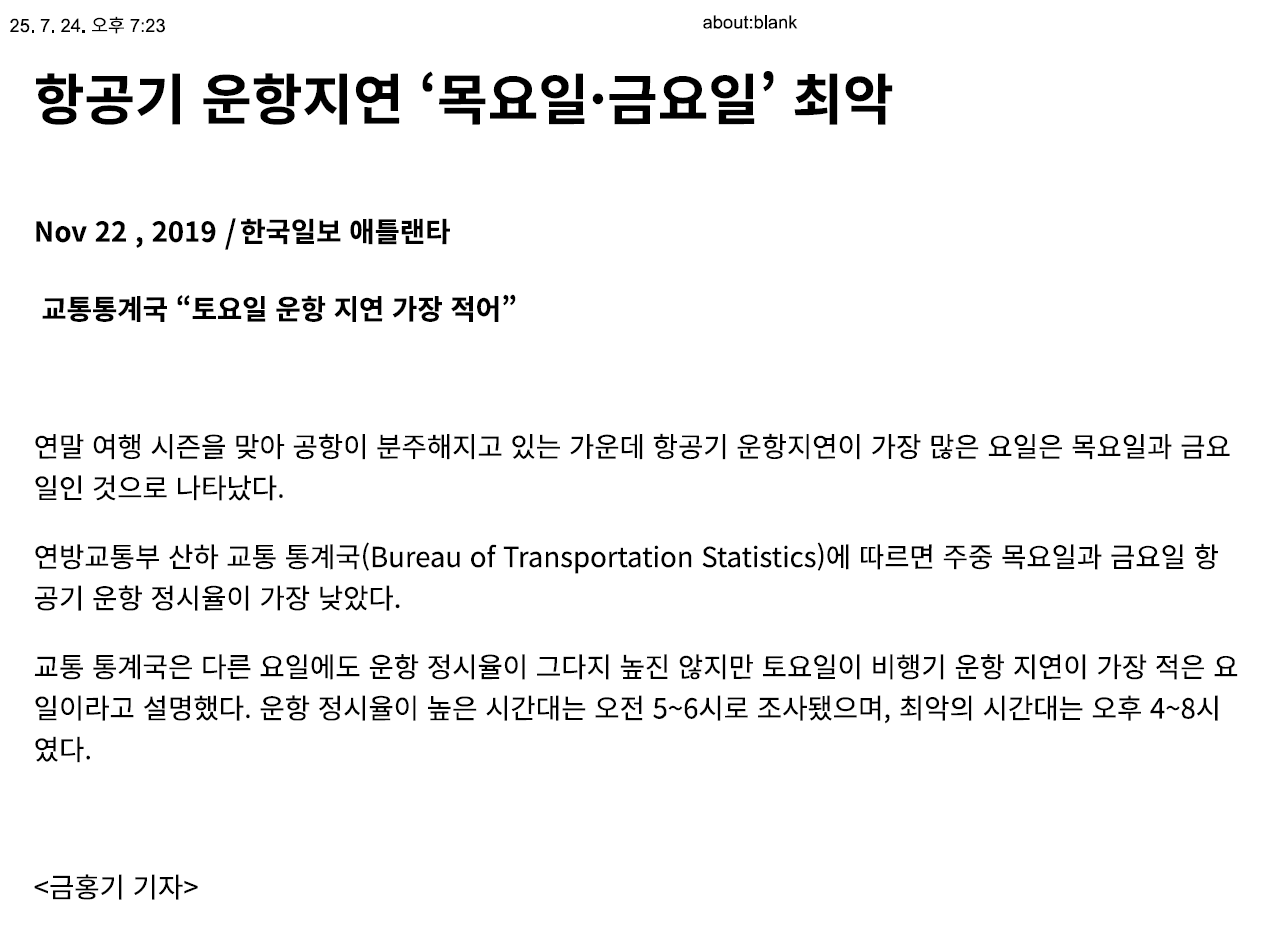 25. 7. 24. 오후 7:23
about:blank
항공기 운항지연 ‘목요일·금요일’ 최악
Nov 22 , 2019 /한국일보 애틀랜타
교통통계국 “토요일 운항 지연 가장 적어”
연말 여행 시즌을 맞아 공항이 분주해지고 있는 가운데 항공기 운항지연이 가장 많은 요일은 목요일과 금요
일인 것으로 나타났다.
연방교통부 산하 교통 통계국(Bureau of Transportation Statistics)에 따르면 주중 목요일과 금요일 항
공기 운항 정시율이 가장 낮았다.
교통 통계국은 다른 요일에도 운항 정시율이 그다지 높진 않지만 토요일이 비행기 운항 지연이 가장 적은 요
일이라고 설명했다. 운항 정시율이 높은 시간대는 오전 5~6시로 조사됐으며, 최악의 시간대는 오후 4~8시
였다.
<금홍기 기자>